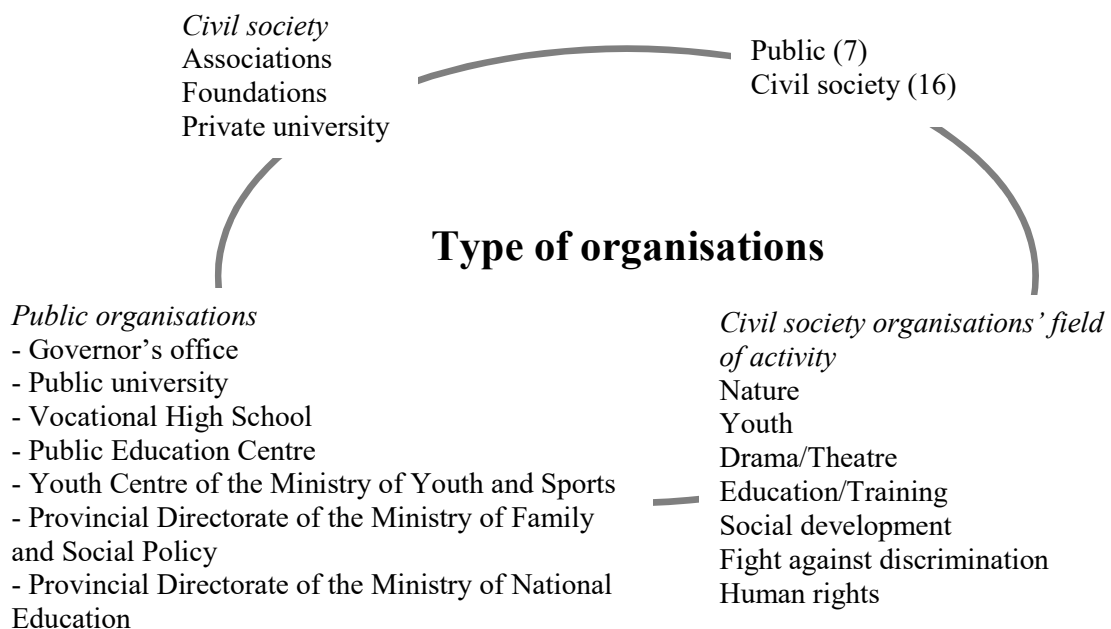 Civil society
Associations
Foundations
Private university
Public (7)
Civil society (16)
Type of organisations
Public organisations
- Governor’s office
- Public university
- Vocational High School
- Public Education Centre
- Youth Centre of the Ministry of Youth and Sports
- Provincial Directorate of the Ministry of Family
and Social Policy
- Provincial Directorate of the Ministry of National
Education
Civil society organisations’ field
of activity
Nature
Youth
Drama/Theatre
Education/Training
Social development
Fight against discrimination
Human rights